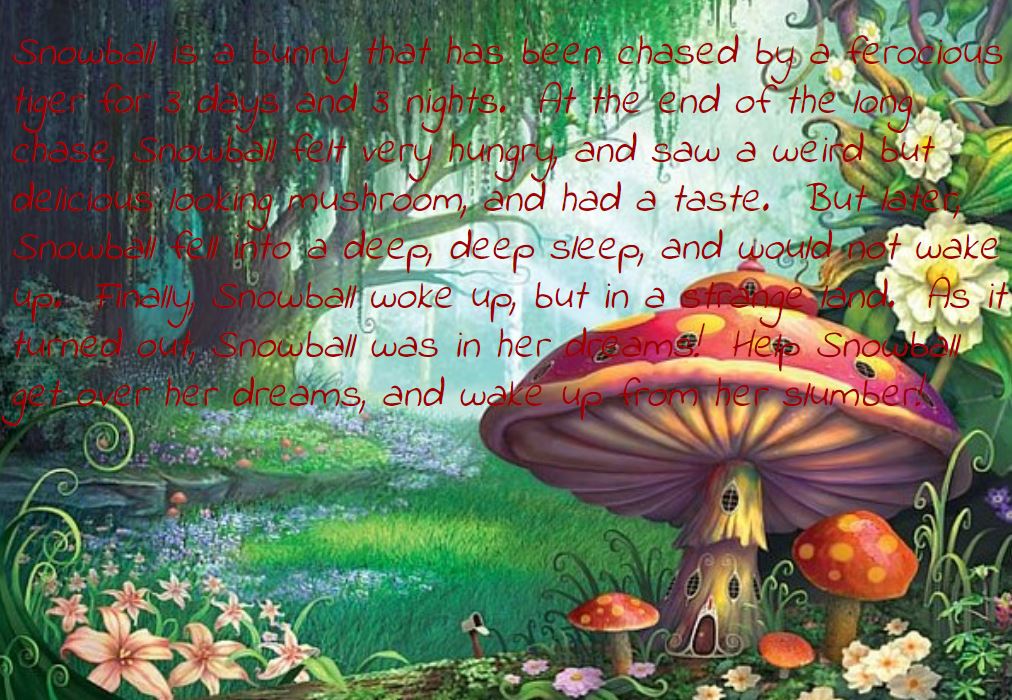 Snowball is a bunny that has been chased by a ferocious
tiger for 3 days and 3 nights. At the end of the long
chase, Snowball felt very hungry, and saw a weird but
delicious looking mushroom, and had a taste. But later,
Snowball fell into a deep, deep sleep, and would not wake
up. Finally, Snowball woke up, but in a strange land. As it
turned out, Snowball was in her dreams! Help Snowball
get over her dreams, and wake up from her slumber!